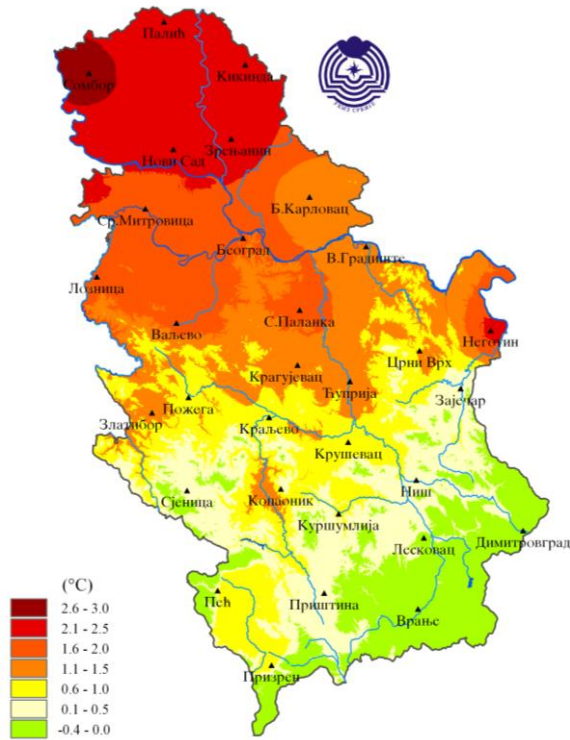 Палић
Сомбор
Кикинда
Зрењанин
Нови Сад
Б.Карловац
Ср.Митровица
Београд
В.Градиште
Лозница
С.Паланка
Ваљево
Неготин
Црни Врх
Крагујевац
Ћуприја
Зајечар
Пожега
Златибор
Краљево
Крушевац
Ниш
Сјеница
Копаоник
Куршумлија
Димитровград
Лесковац
Пећ
Приштина
Врање
Призрен
(°C)
2.6 - 3.0
2.1 - 2.5
1.6 - 2.0
1.1 - 1.5
0.6 - 1.0
0.1 - 0.5
-0.4 - 0.0